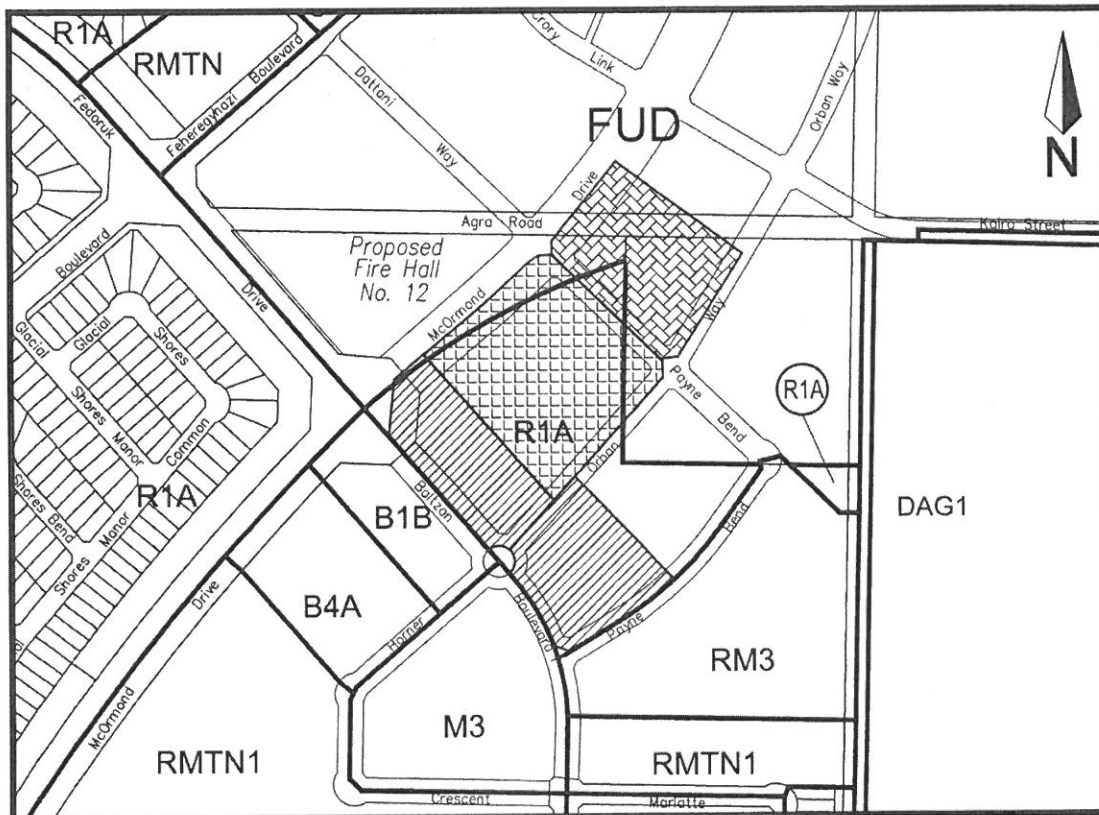 R1A
RMTN
Feheregyhazi Boulevard
Fedoruk
Drive
Dattani
Way
Crory
Link
Orban Way
FUD
N
Drive
Agra Road
Kairo Street
Proposed
Fire Hall
No. 12
McOrmond
Boulevard
Glacial
Shores
Manor
Glacial
Shores
Common
R1A
Shores Bend
Shores Manor
Way
Payne
Bend
R1A
R1A
Orban
Baltzan
Boulevard
B1B
B4A
Horner
Bend
Payne
DAG1
RM3
McOrmond
Drive
M3
RMTN1
RMTN1
Crescent
Marlatte